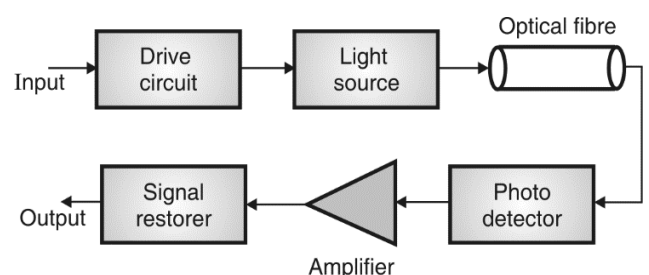 Optical fibre
Input
Drive
circuit
Light
source
Output
Signal
restorer
Amplifier
Photo
detector